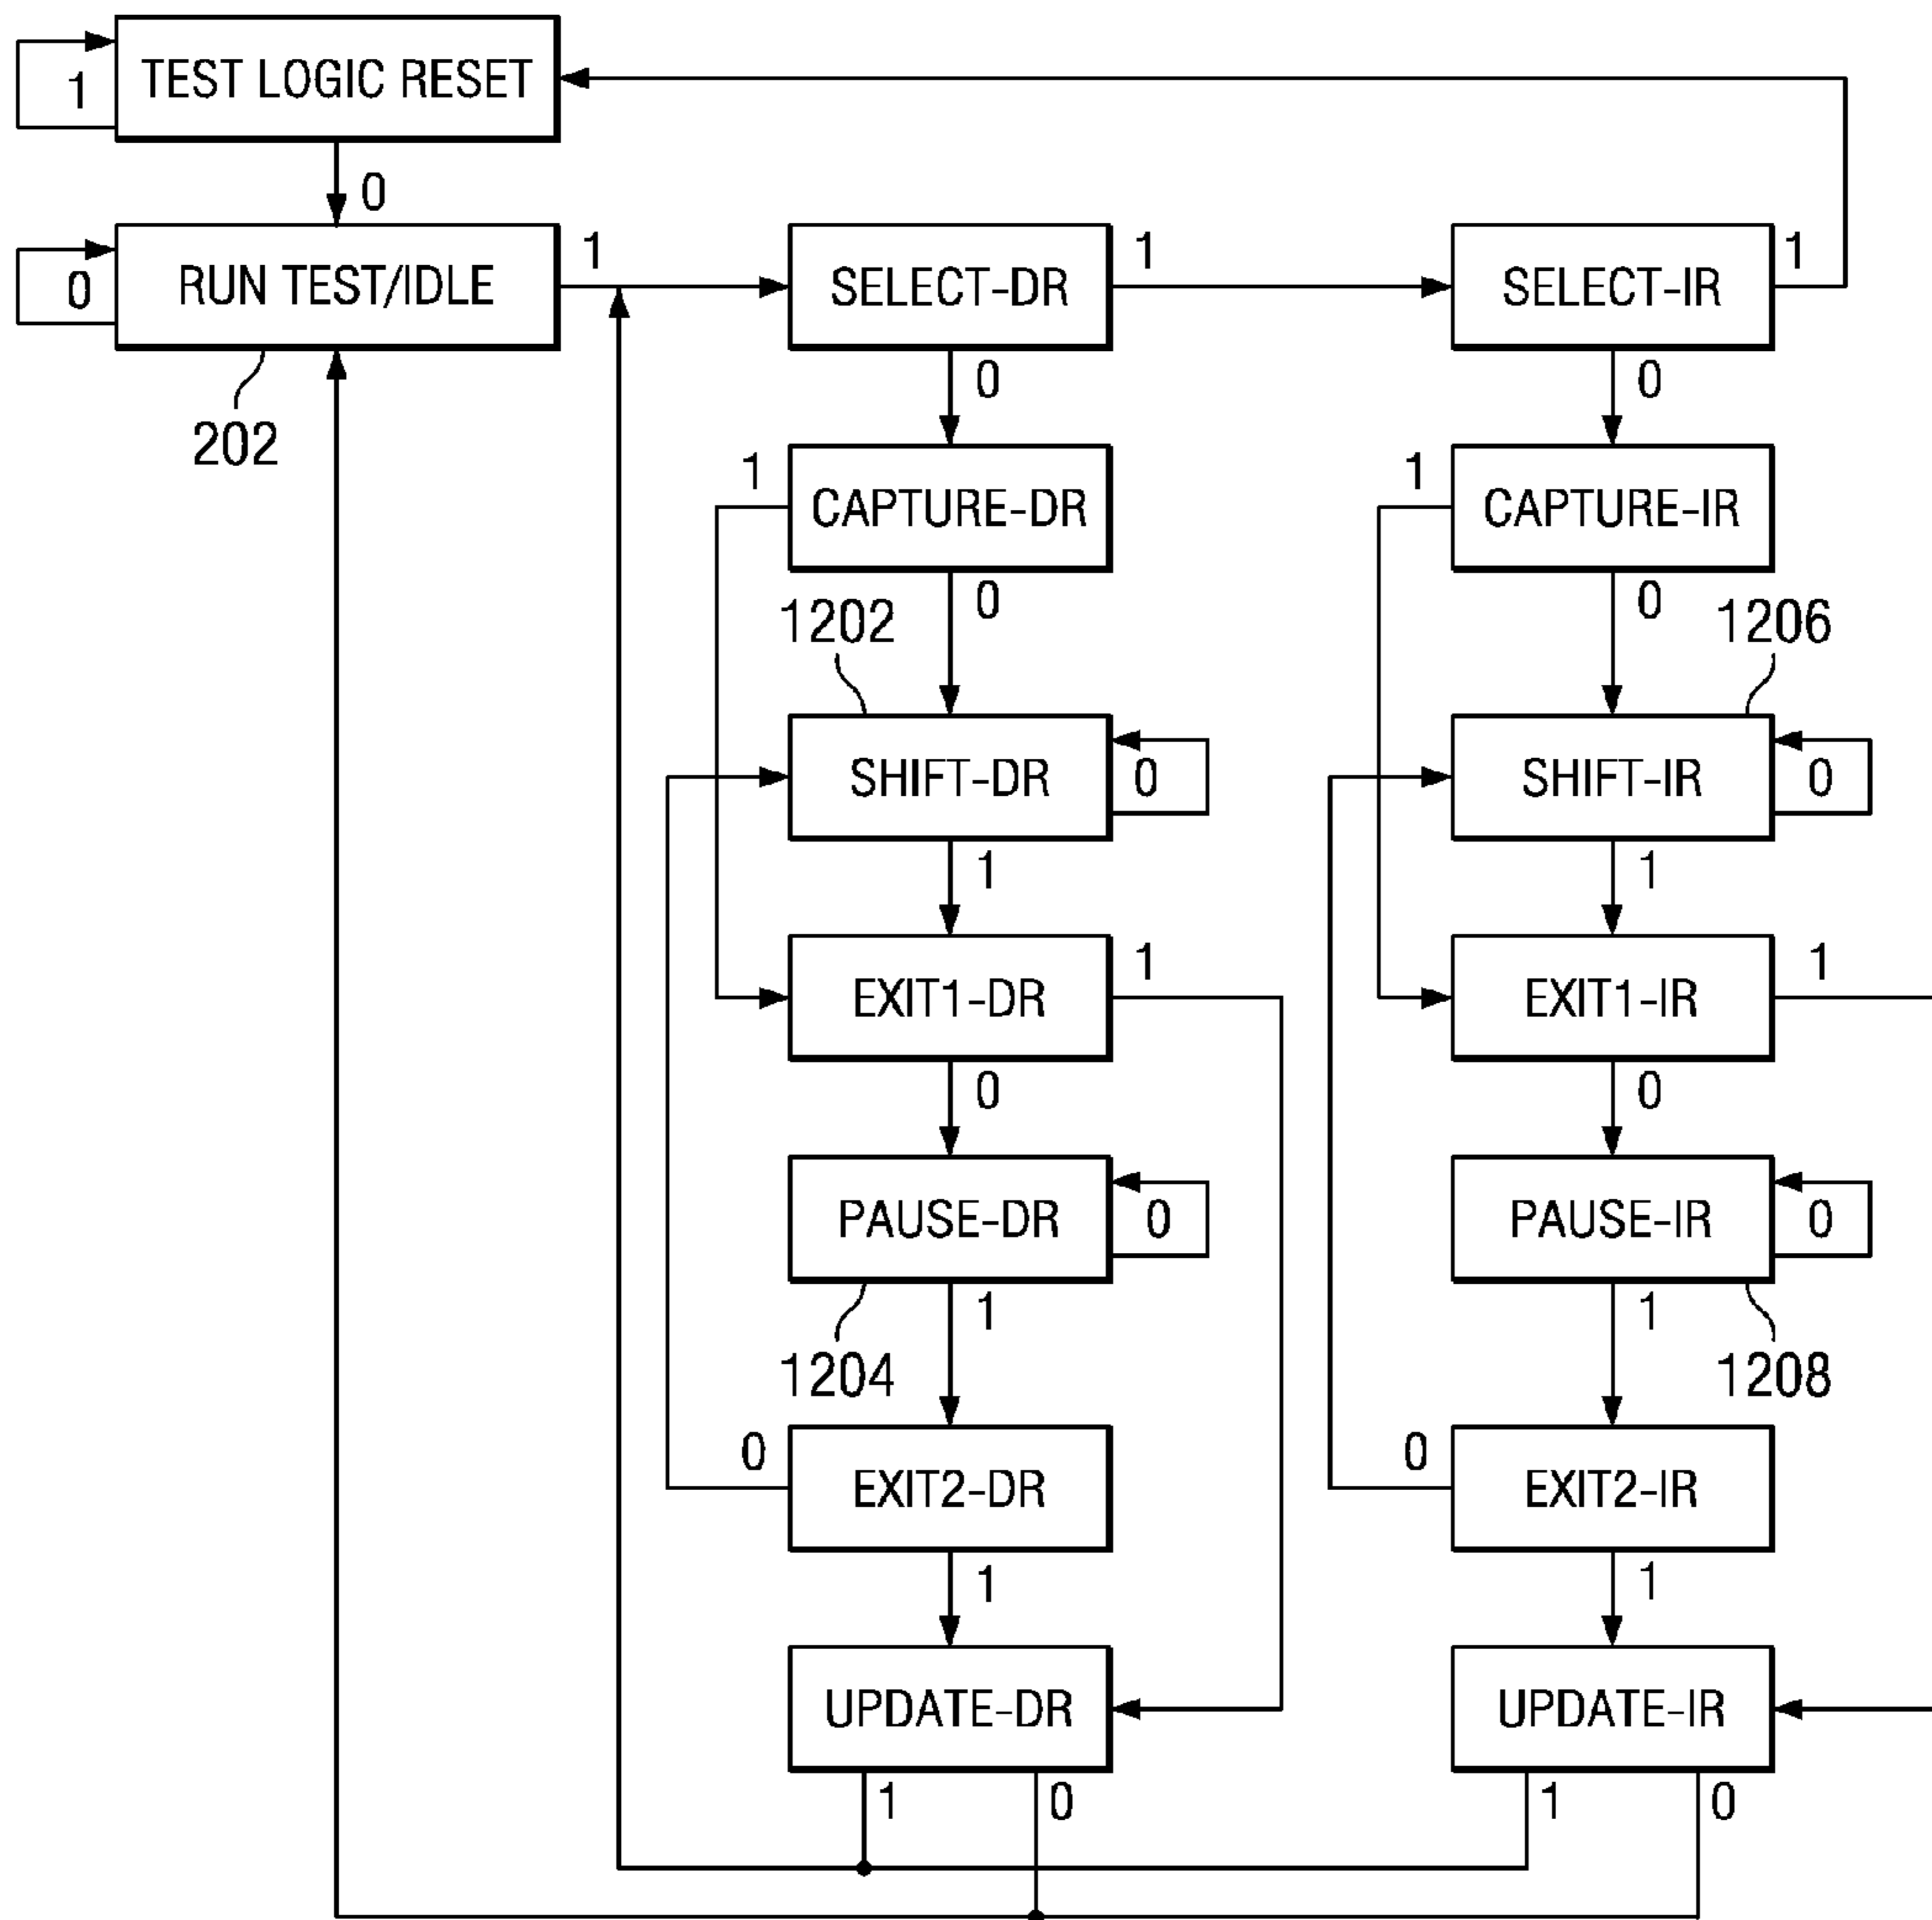 TEST LOGIC RESET
1
0
RUN TEST/IDLE
0
1
202
SELECT-DR
1
0
SELECT-IR
1
0
CAPTURE-DR
1
0
CAPTURE-IR
1
0
1202
1206
SHIFT-DR
0
1
SHIFT-IR
0
1
EXIT1-DR
1
0
EXIT1-IR
1
0
PAUSE-DR
0
1
PAUSE-IR
0
1
1204
1208
EXIT2-DR
0
1
EXIT2-IR
0
1
UPDATE-DR
1
0
UPDATE-IR
1
0